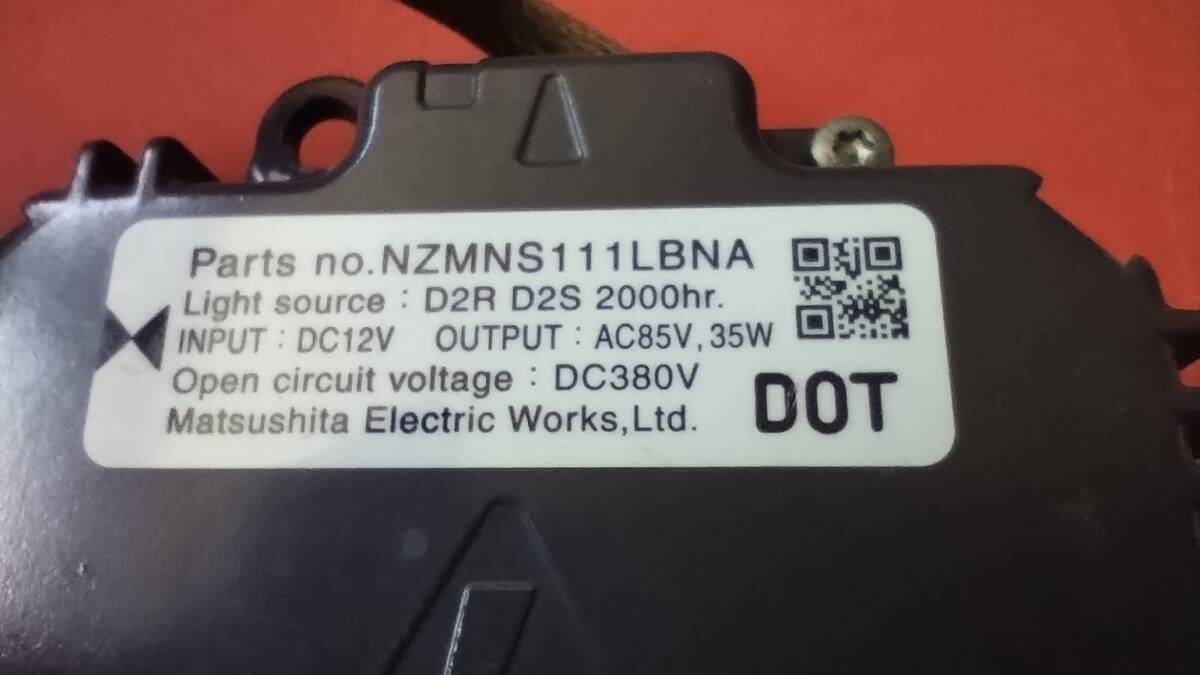 Parts no.NZMNS111LBNA
Light source : D2R D2S 2000hr.
INPUT : DC12V OUTPUT : AC85V,35W
Open circuit voltage : DC380V
Matsushita Electric Works,Ltd.
DOT